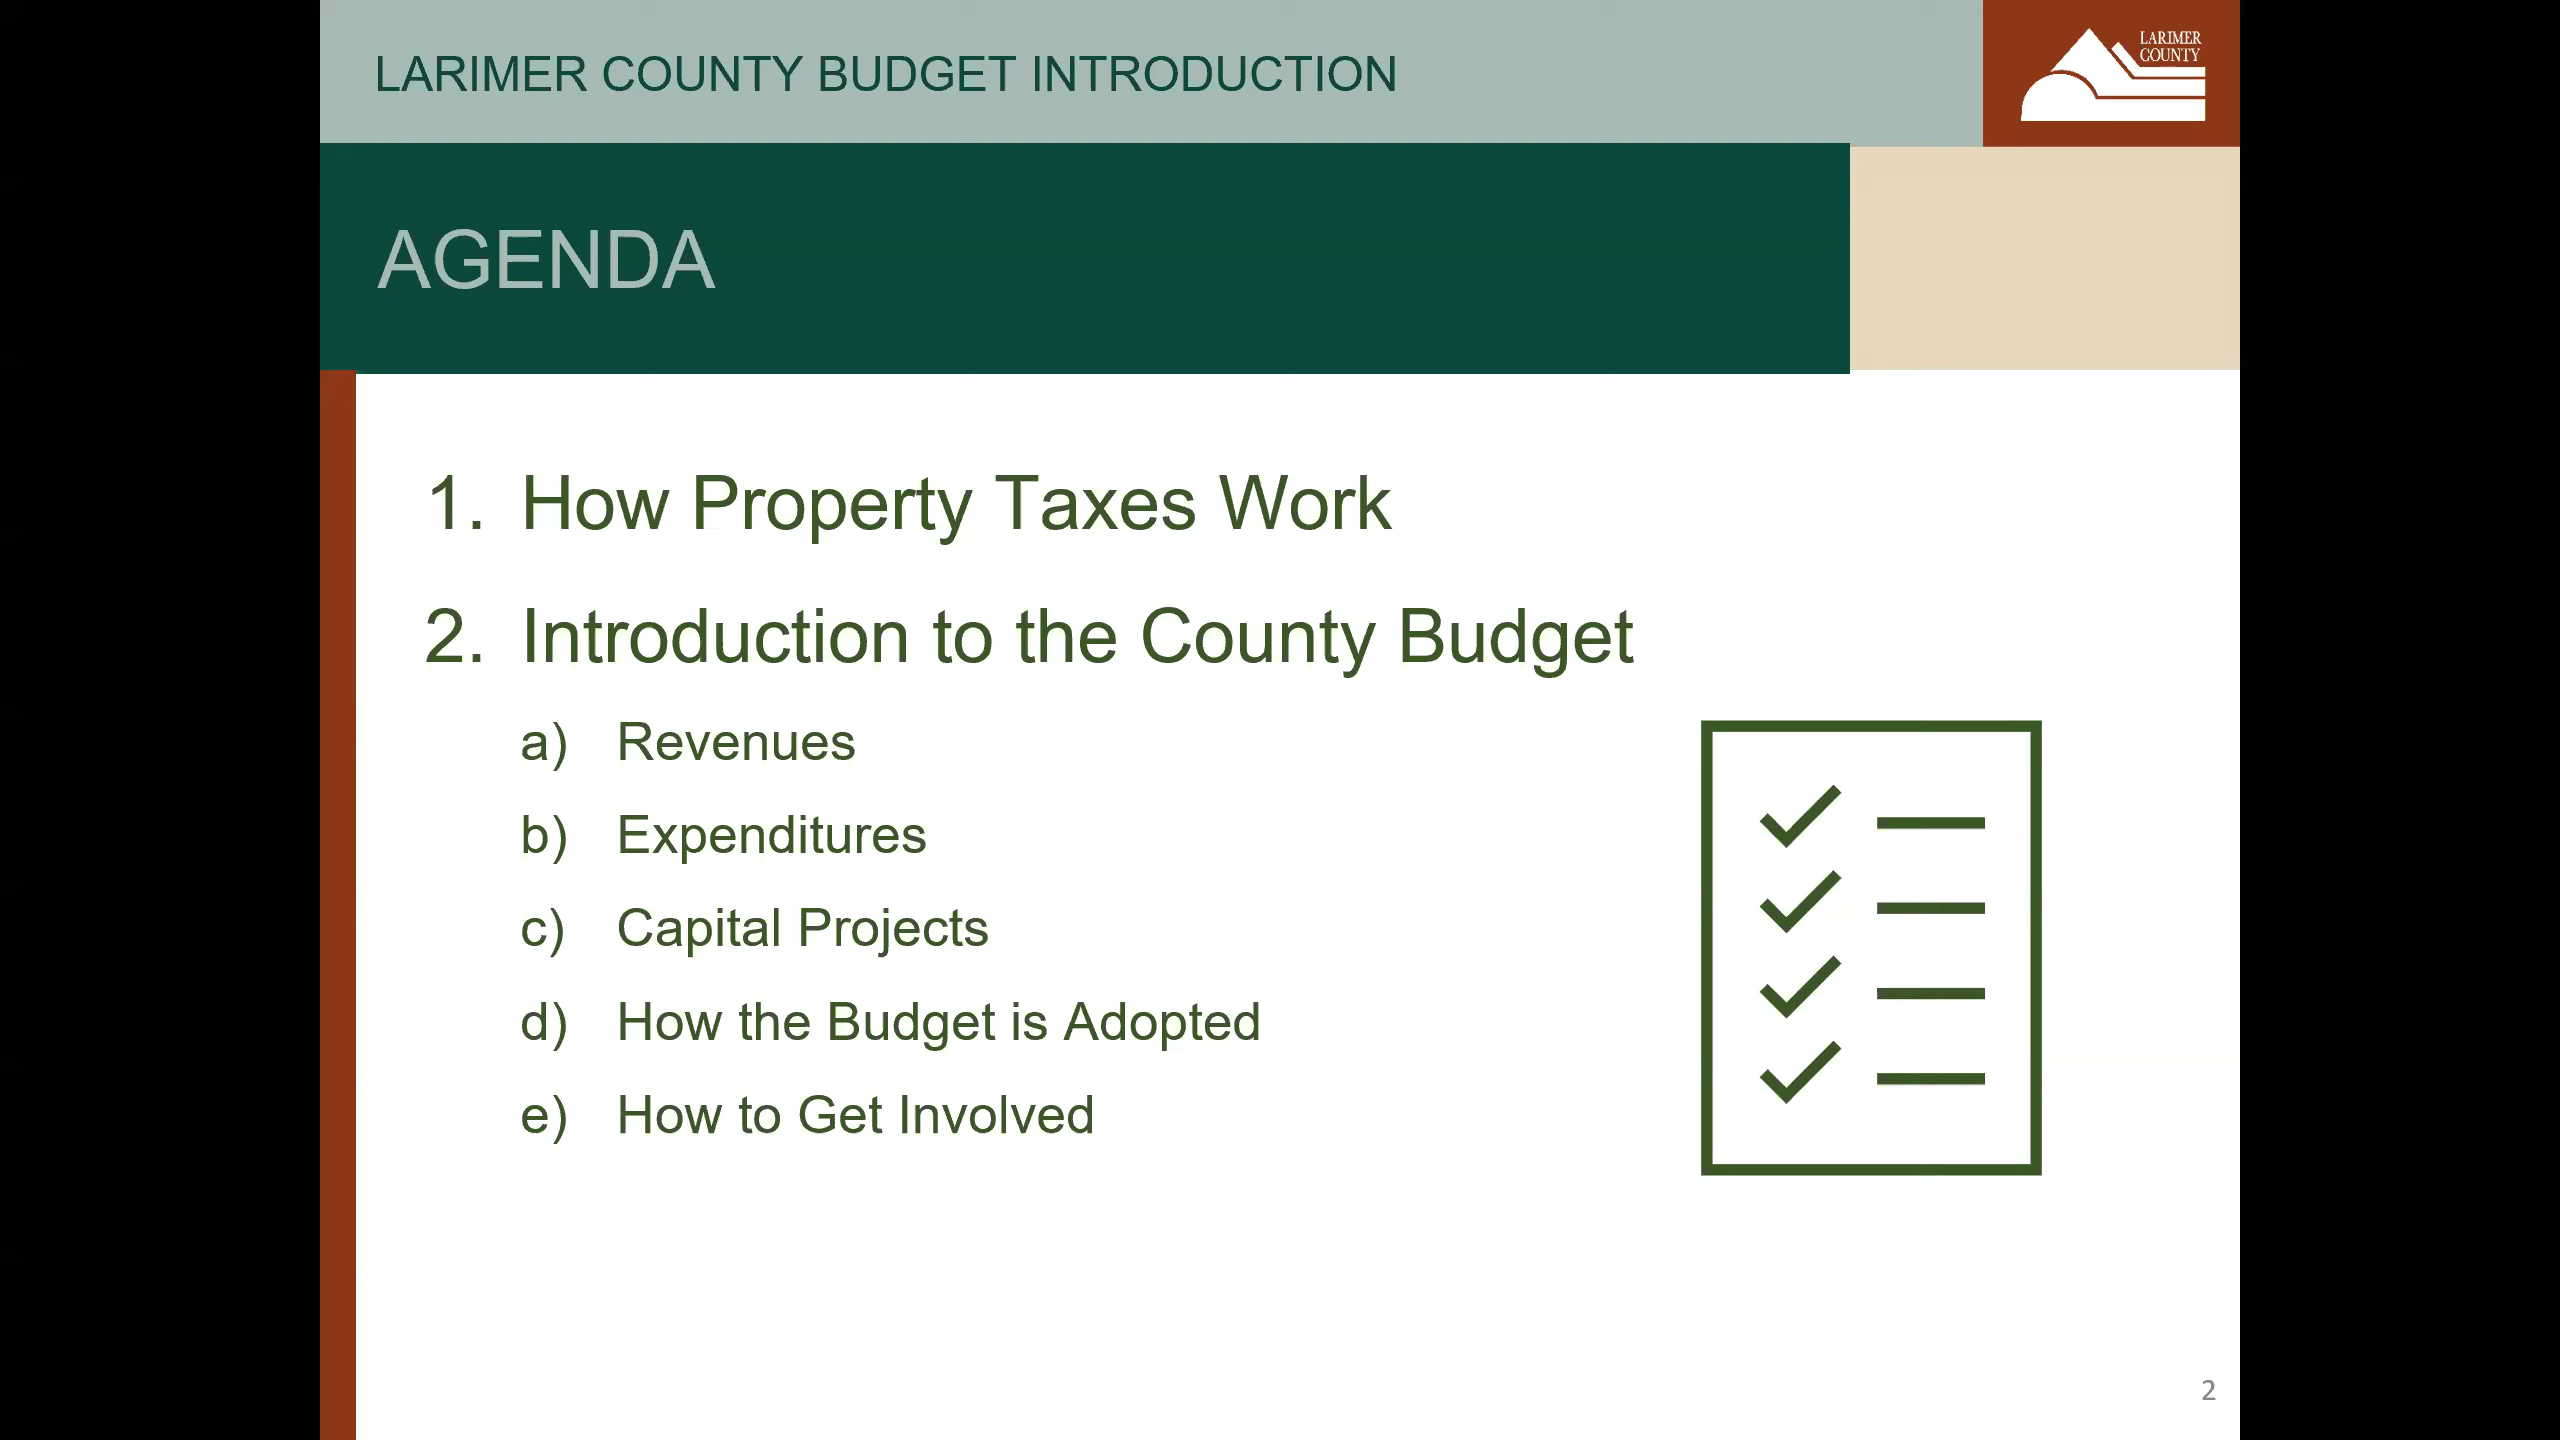 LARIMER COUNTY BUDGET INTRODUCTION
LARIMER
COUNTY
AGENDA
1. How Property Taxes Work
2. Introduction to the County Budget
a) Revenues
b) Expenditures
c) Capital Projects
d) How the Budget is Adopted
e) How to Get Involved
2